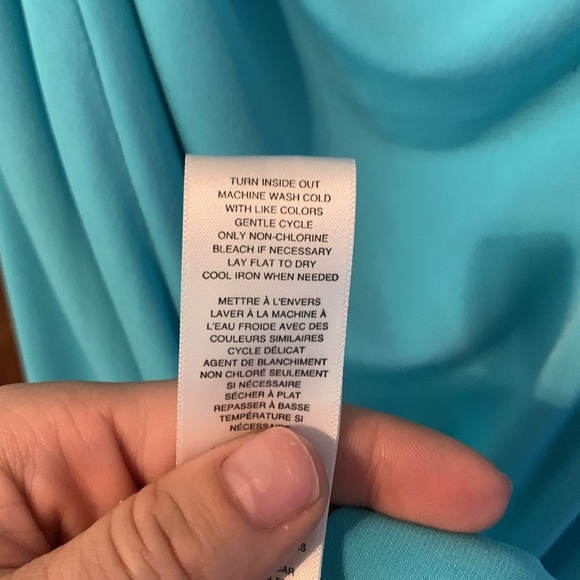 TURN INSIDE OUT
MACHINE WASH COLD
WITH LIKE COLORS
GENTLE CYCLE
ONLY NON-CHLORINE
BLEACH IF NECESSARY
LAY FLAT TO DRY
COOL IRON WHEN NEEDED
METTRE À L'ENVERS
LAVER À LA MACHINE À
L'EAU FROIDE AVEC DES
COULEURS SIMILAIRES
CYCLE DÉLICAT
AGENT DE BLANCHIMENT
NON CHLORÉ SEULEMENT
SI NÉCESSAIRE
SÉCHER À PLAT
REPASSER À BASSE
TEMPÉRATURE SI
NÉCESSAIRE